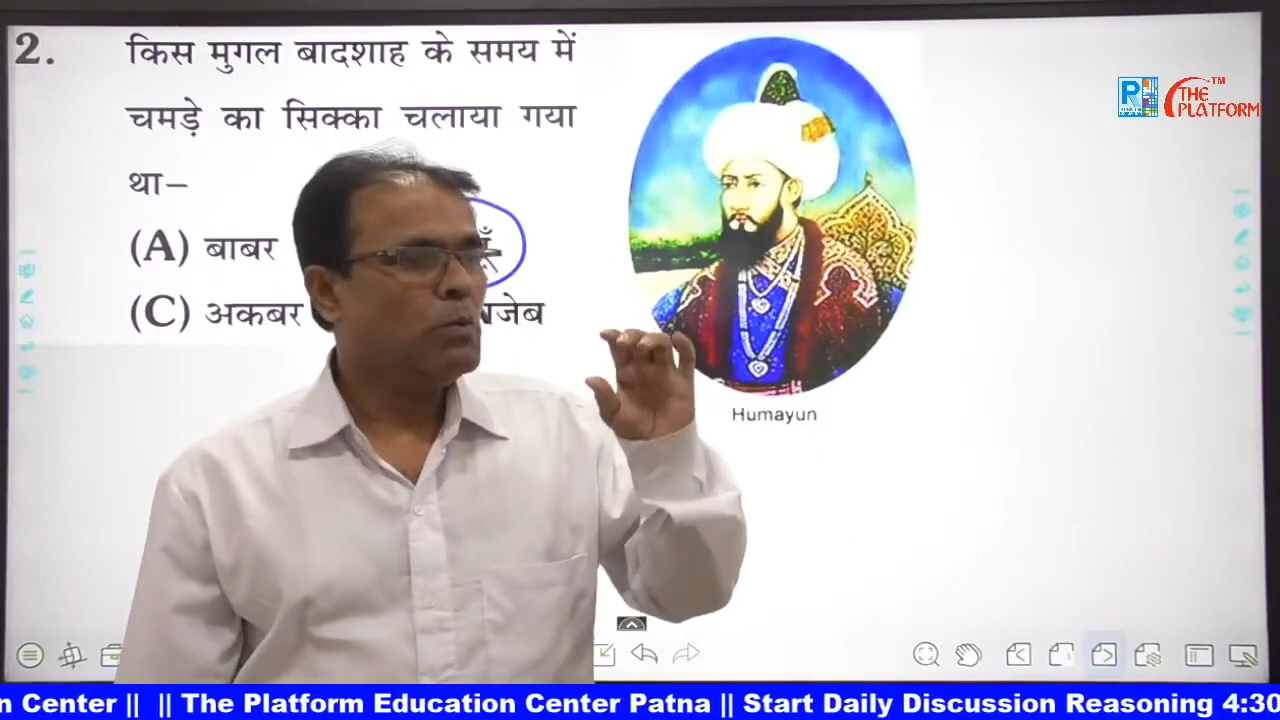 2. किस मुगल बादशाह के समय में
चमड़े का सिक्का चलाया गया
था–
(A) बाबर
(C) अकबर
Humayun
THE PLATFORM
TM
n Center || || The Platform Education Center Patna || Start Daily Discussion Reasoning 4:30